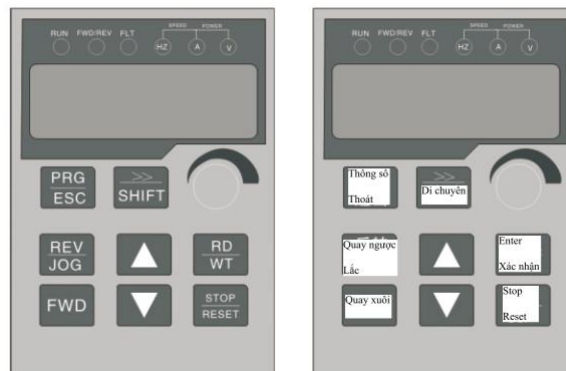 SPEED POWER
RUN FWD/REV FLT
HZ A V
PRG
ESC
>>
SHIFT
REV
JOG
RD
WT
FWD
STOP
RESET
SPEED POWER
RUN FWD/REV FLT
HZ A V
Thông số
Thoát
>>
Di chuyển
Quay ngược
Lắc
Enter
Xác nhận
Quay xuôi
Stop
Reset